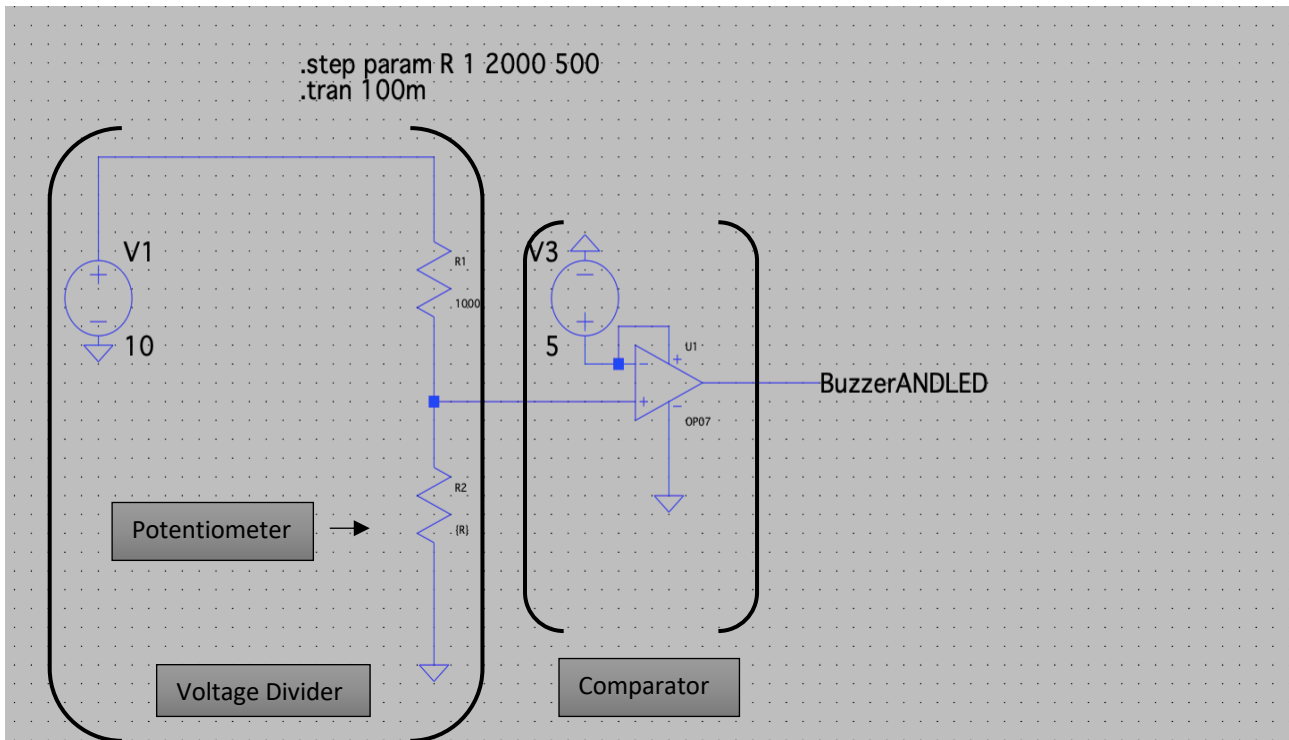 .step param R 1 2000 500
.tran 100m
V1
10
R1
1000
V3
5
U1
OP07
BuzzerANDLED
R2
{R}
Potentiometer
Voltage Divider
Comparator